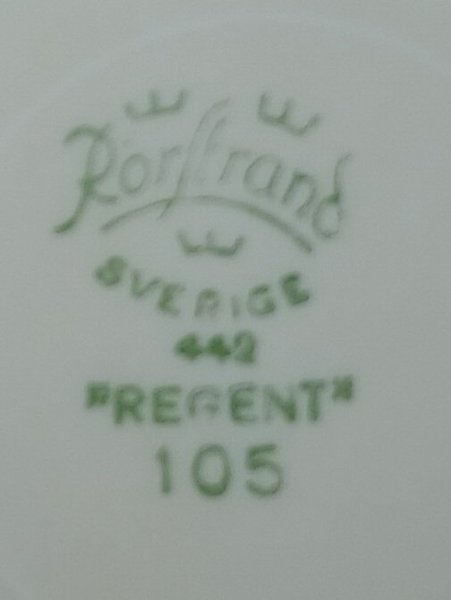 Rörstrand
SVERIGE
442
"REGENT"
105